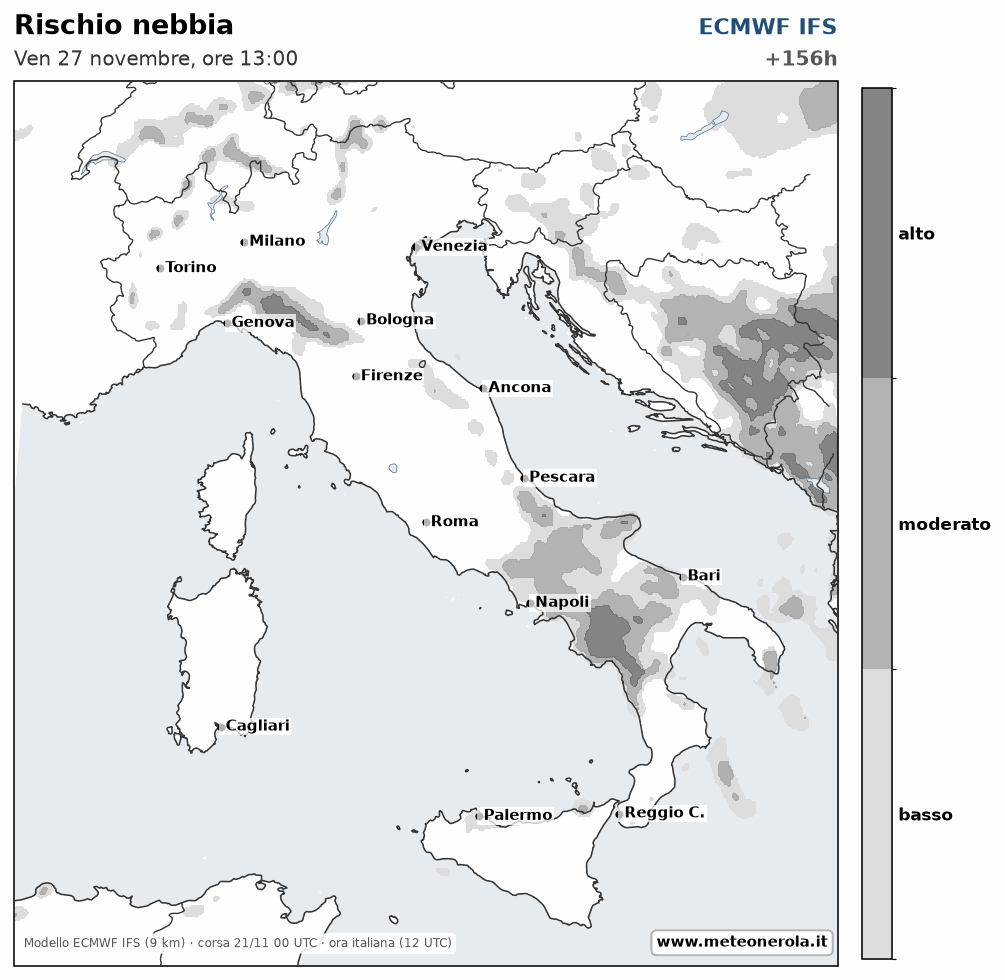 Rischio nebbia
ECMWF IFS
Ven 27 novembre, ore 13:00
+156h
Milano
Venezia
Torino
Genova
Bologna
Firenze
Ancona
Pescara
Roma
Bari
Napoli
Cagliari
Palermo
Reggio C.
alto
moderato
basso
Modello ECMWF IFS (9 km) · corsa 21/11 00 UTC · ora italiana (12 UTC)
www.meteonerola.it